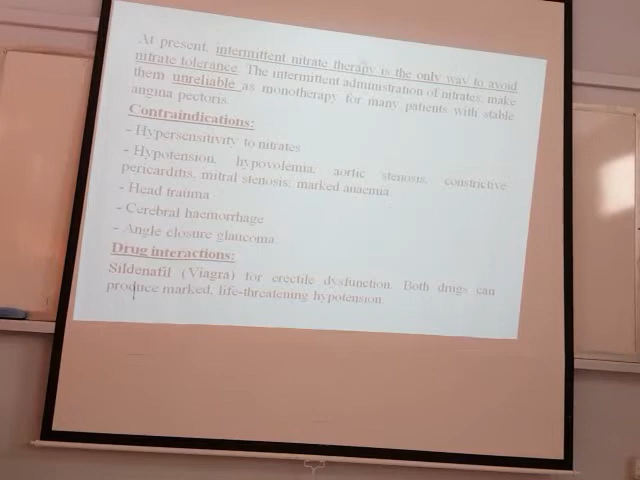 At present, intermittent nitrate therapy is the only way to avoid
nitrate tolerance. The intermittent administration of nitrates, make
them unreliable as monotherapy for many patients with stable
angina pectoris.
Contraindications:
- Hypersensitivity to nitrates
- Hypotension, hypovolemia, aortic stenosis, constrictive
pericarditis, mitral stenosis; marked anaemia
- Head trauma
- Cerebral haemorrhage
- Angle closure glaucoma.
Drug interactions:
Sildenafil (Viagra) for erectile dysfunction. Both drugs can
produce marked, life-threatening hypotension.